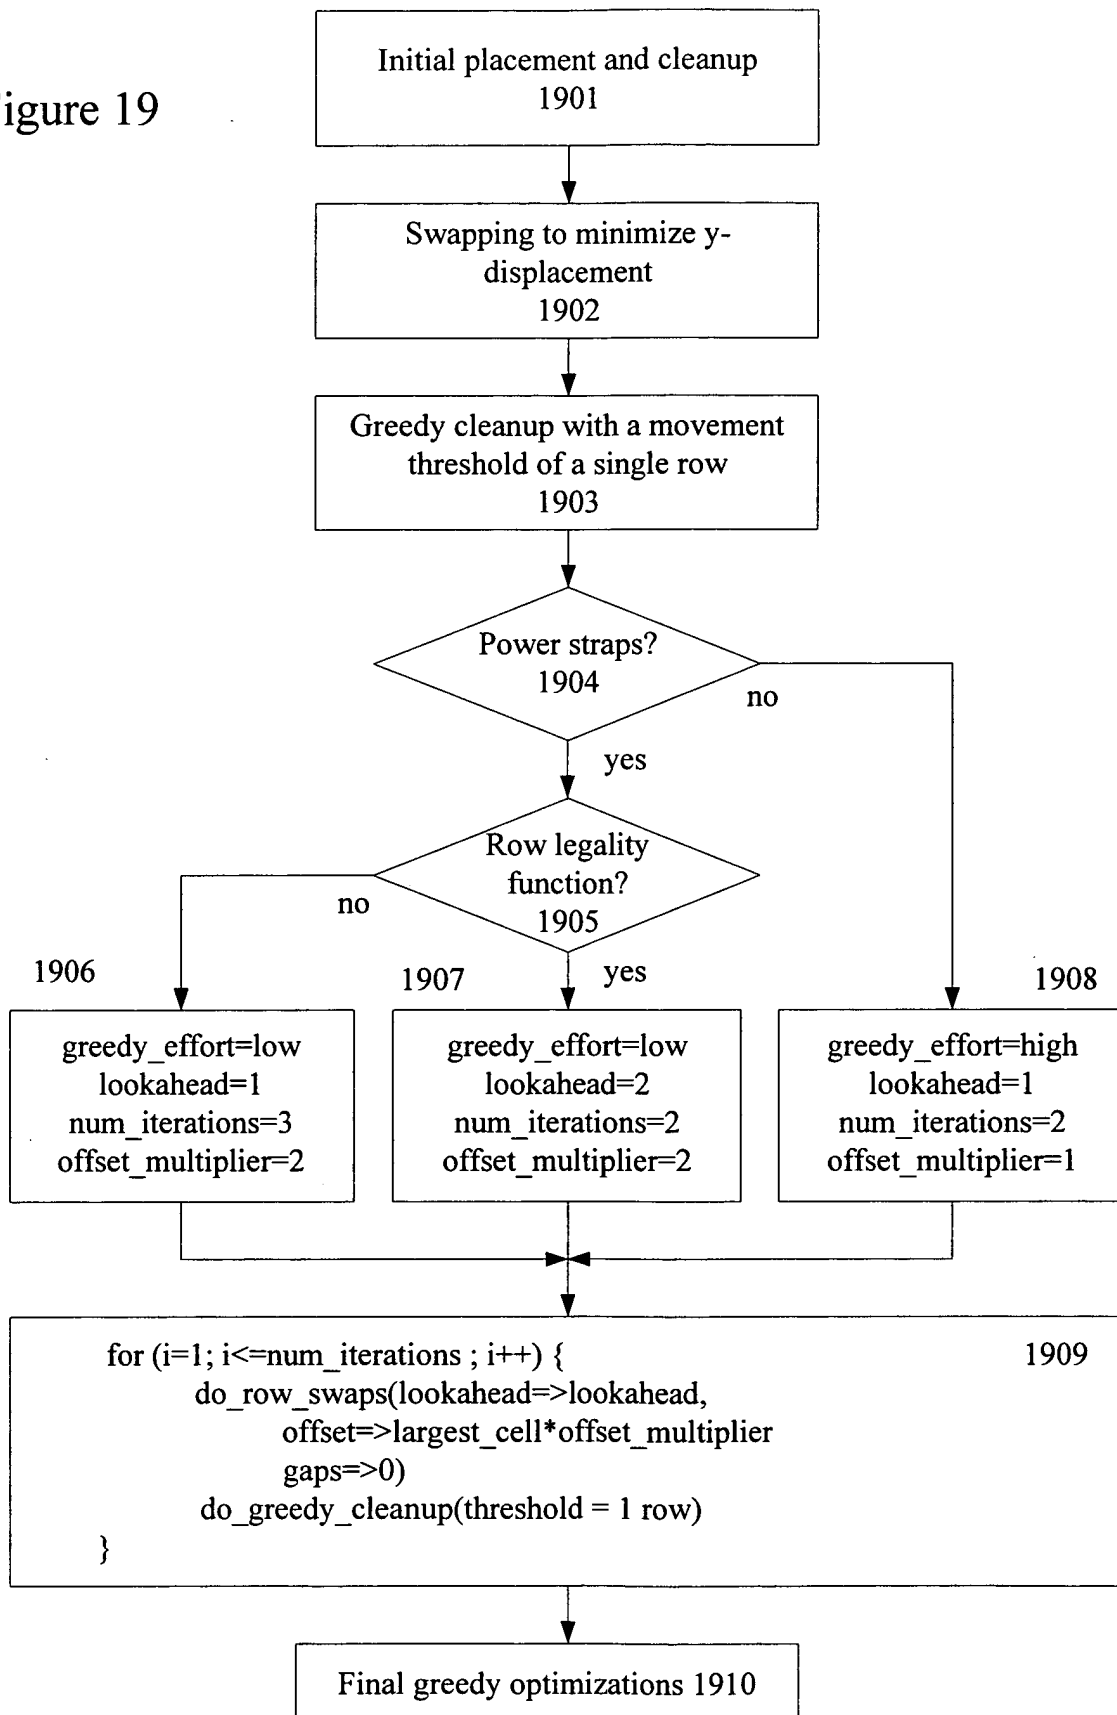 Initial placement and cleanup
1901
igure 19
Swapping to minimize y-
displacement
1902
Greedy cleanup with a movement
threshold of a single row
1903
Power straps?
1904
no
yes
Row legality
function?
1905
no
yes
1906
1907
1908
greedy_effort=low
lookahead=1
num_iterations=3
offset_multiplier=2
greedy_effort=low
lookahead=2
num_iterations=2
offset_multiplier=2
greedy_effort=high
lookahead=1
num_iterations=2
offset_multiplier=1
for (i=1; i<=num_iterations ; i++) {
1909
do_row_swaps(lookahead=>lookahead,
offset=>largest_cell*offset_multiplier
gaps=>0)
do_greedy_cleanup(threshold = 1 row)
}
Final greedy optimizations 1910